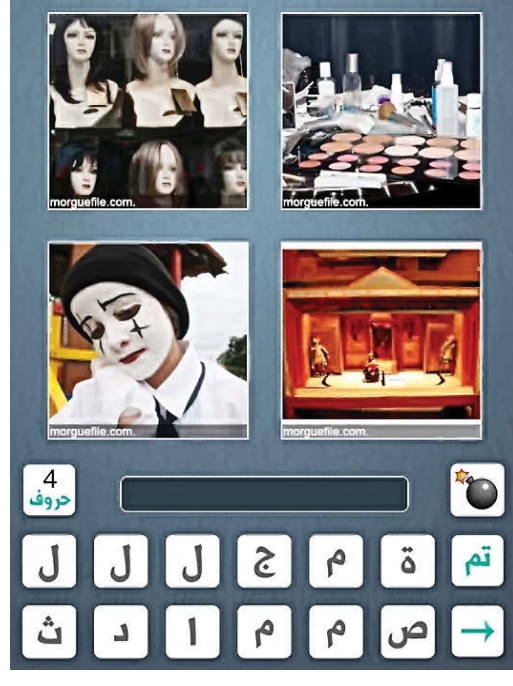 morguefile.com.
morguefile.com.
morguefile.com.
morguefile.com.
4
حروف
تم ة م ج ل ل ل
→ ص م م ا د ث